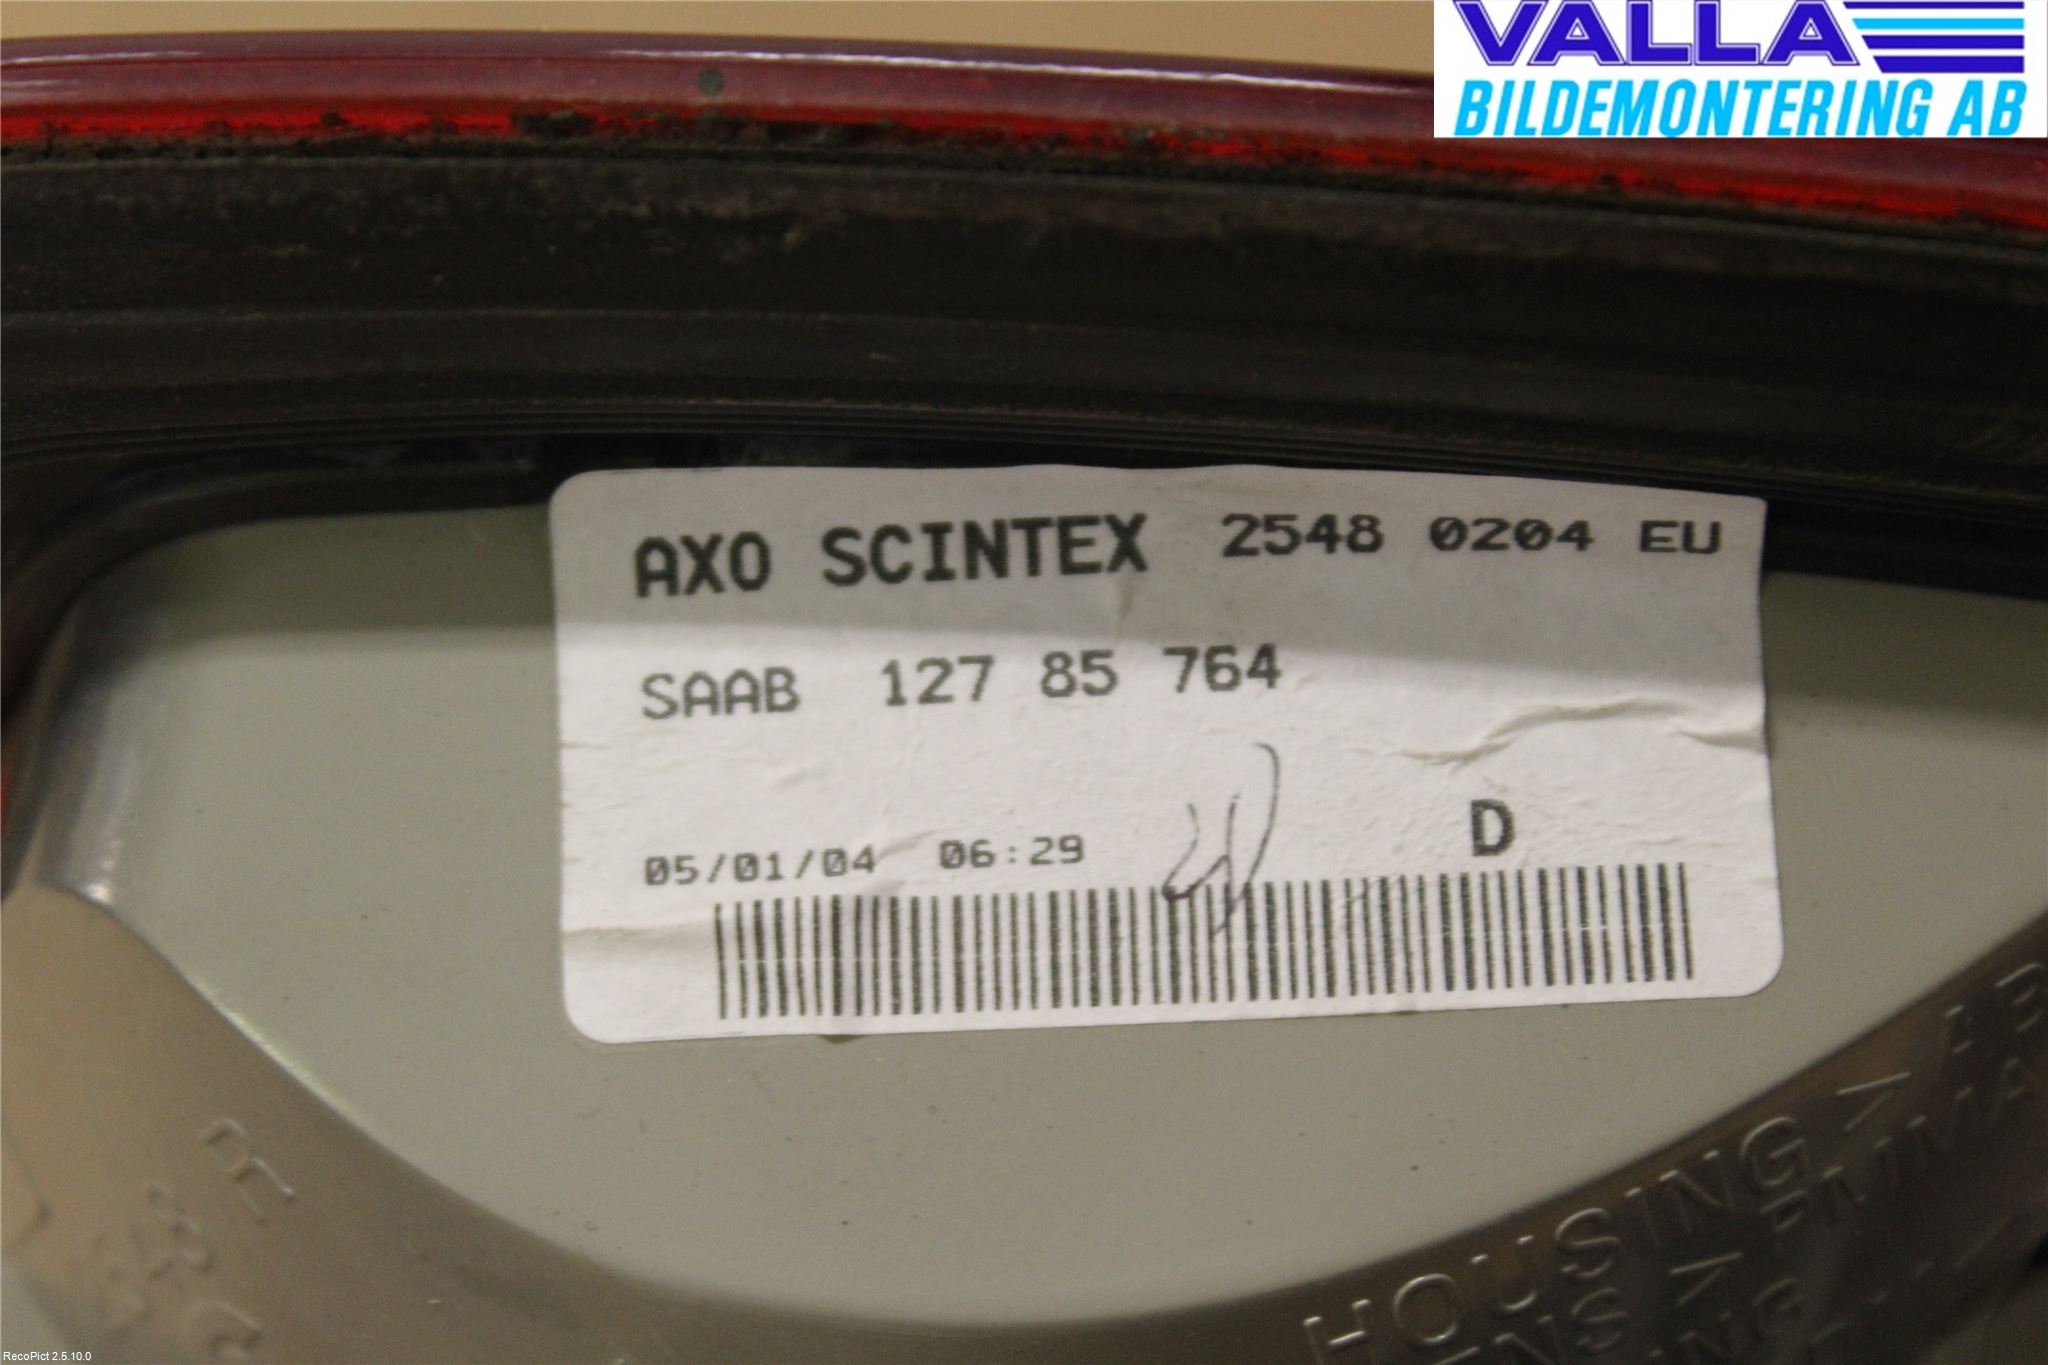 VALLA
BILDEMONTERING AB
AXO SCINTEX 2548 0204 EU
SAAB 127 85 764
05/01/04 06:29 D
HOUSING >
RecoPict 2.5.10.0